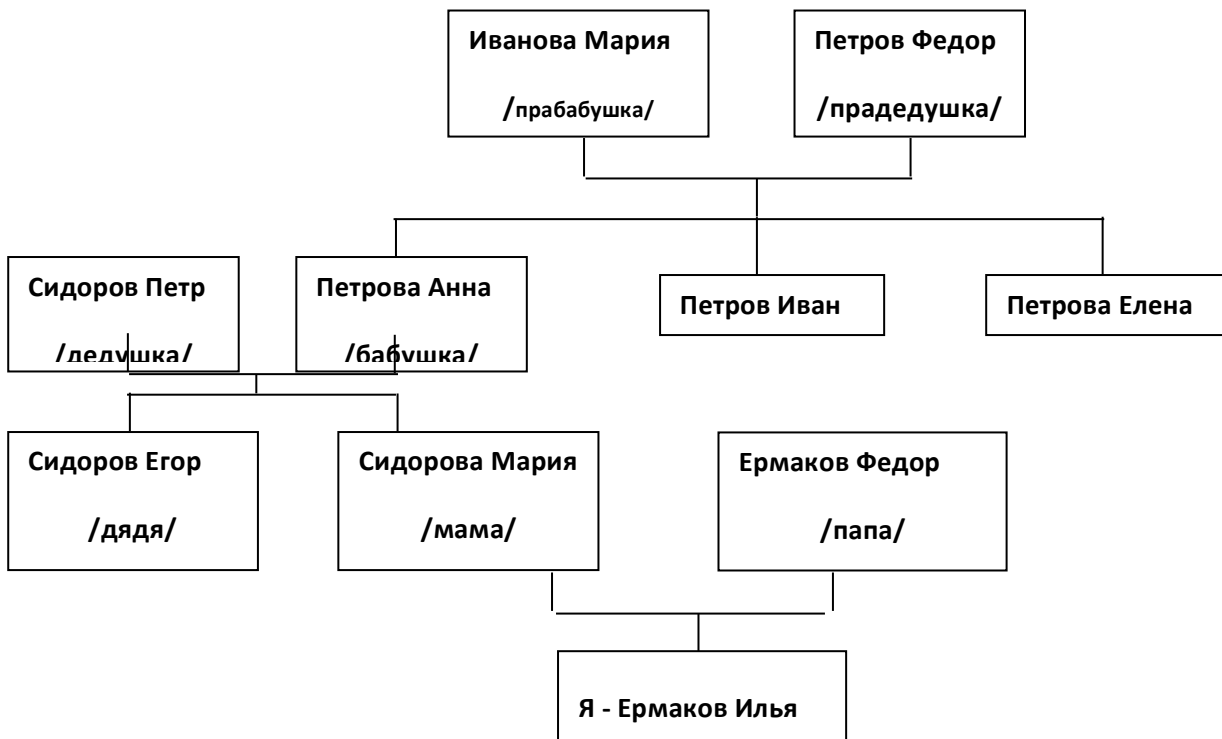 Иванова Мария
/прабабушка/
Петров Федор
/прадедушка/
Сидоров Петр
/дедушка/
Петрова Анна
/бабушка/
Петров Иван
Петрова Елена
Сидоров Егор
/дядя/
Сидорова Мария
/мама/
Ермаков Федор
/папа/
Я - Ермаков Илья